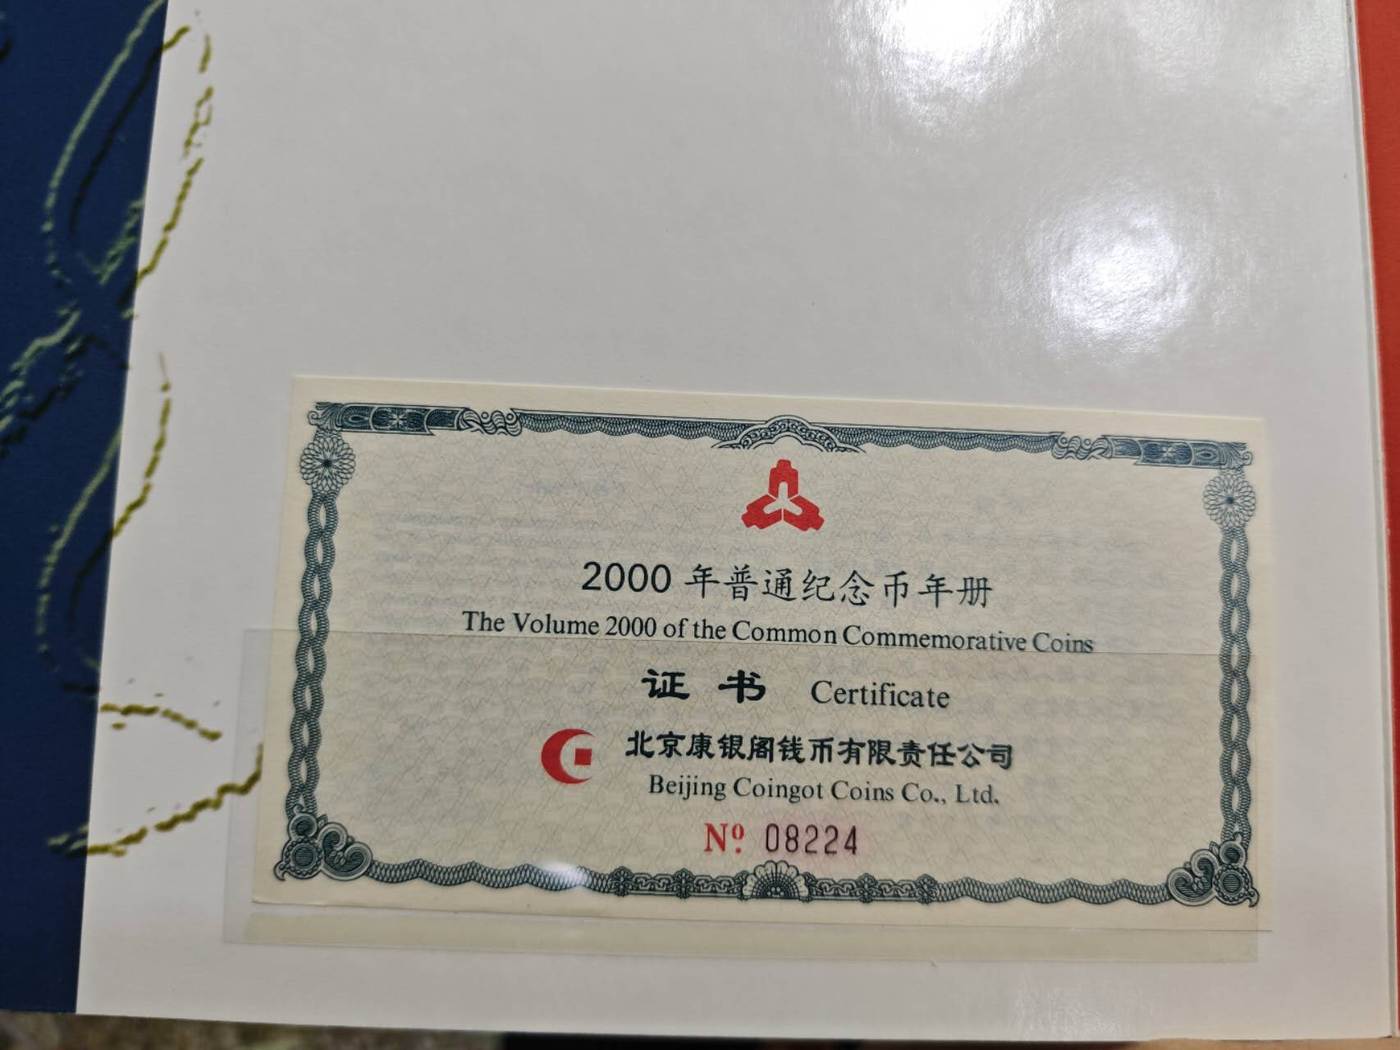 2000 年普通纪念币年册
The Volume 2000 of the Common Commemorative Coins
证书 Certificate
北京康银阁钱币有限责任公司
Beijing Coingot Coins Co., Ltd.
Nº 08224